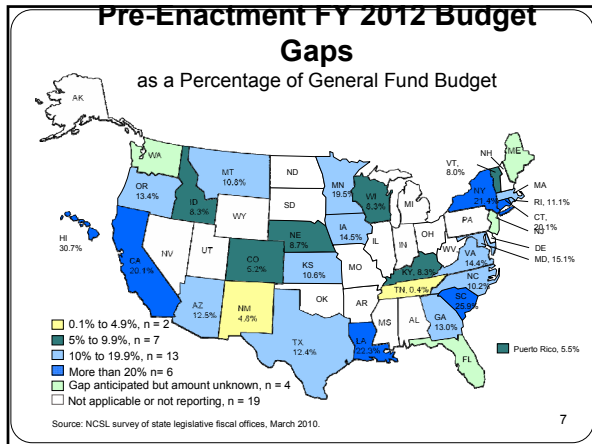 Pre-Enactment FY 2012 Budget
Gaps
as a Percentage of General Fund Budget
AK
WA
OR
13.4%
ID
8.3%
MT
10.8%
WY
ND
SD
NE
8.7%
MN
19.5%
WI
8.3%
MI
IA
14.5%
VT,
8.0%
NH
ME
MA
NY
21.4%
RI, 11.1%
CT,
20.1%
NJ
DE
MD, 15.1%
PA
HI
30.7%
CA
20.1%
NV
UT
CO
5.2%
KS
10.6%
MO
IL
IN
OH
WV
VA
14.4%
KY, 8.3%
NC
10.2%
TN, 0.4%
SC
25.9%
AZ
12.5%
NM
4.8%
OK
AR
MS
AL
GA
13.0%
TX
12.4%
LA
22.3%
FL
Puerto Rico, 5.5%
0.1% to 4.9%, n = 2
5% to 9.9%, n = 7
10% to 19.9%, n = 13
More than 20% n= 6
Gap anticipated but amount unknown, n = 4
Not applicable or not reporting, n = 19
Source: NCSL survey of state legislative fiscal offices, March 2010.
7